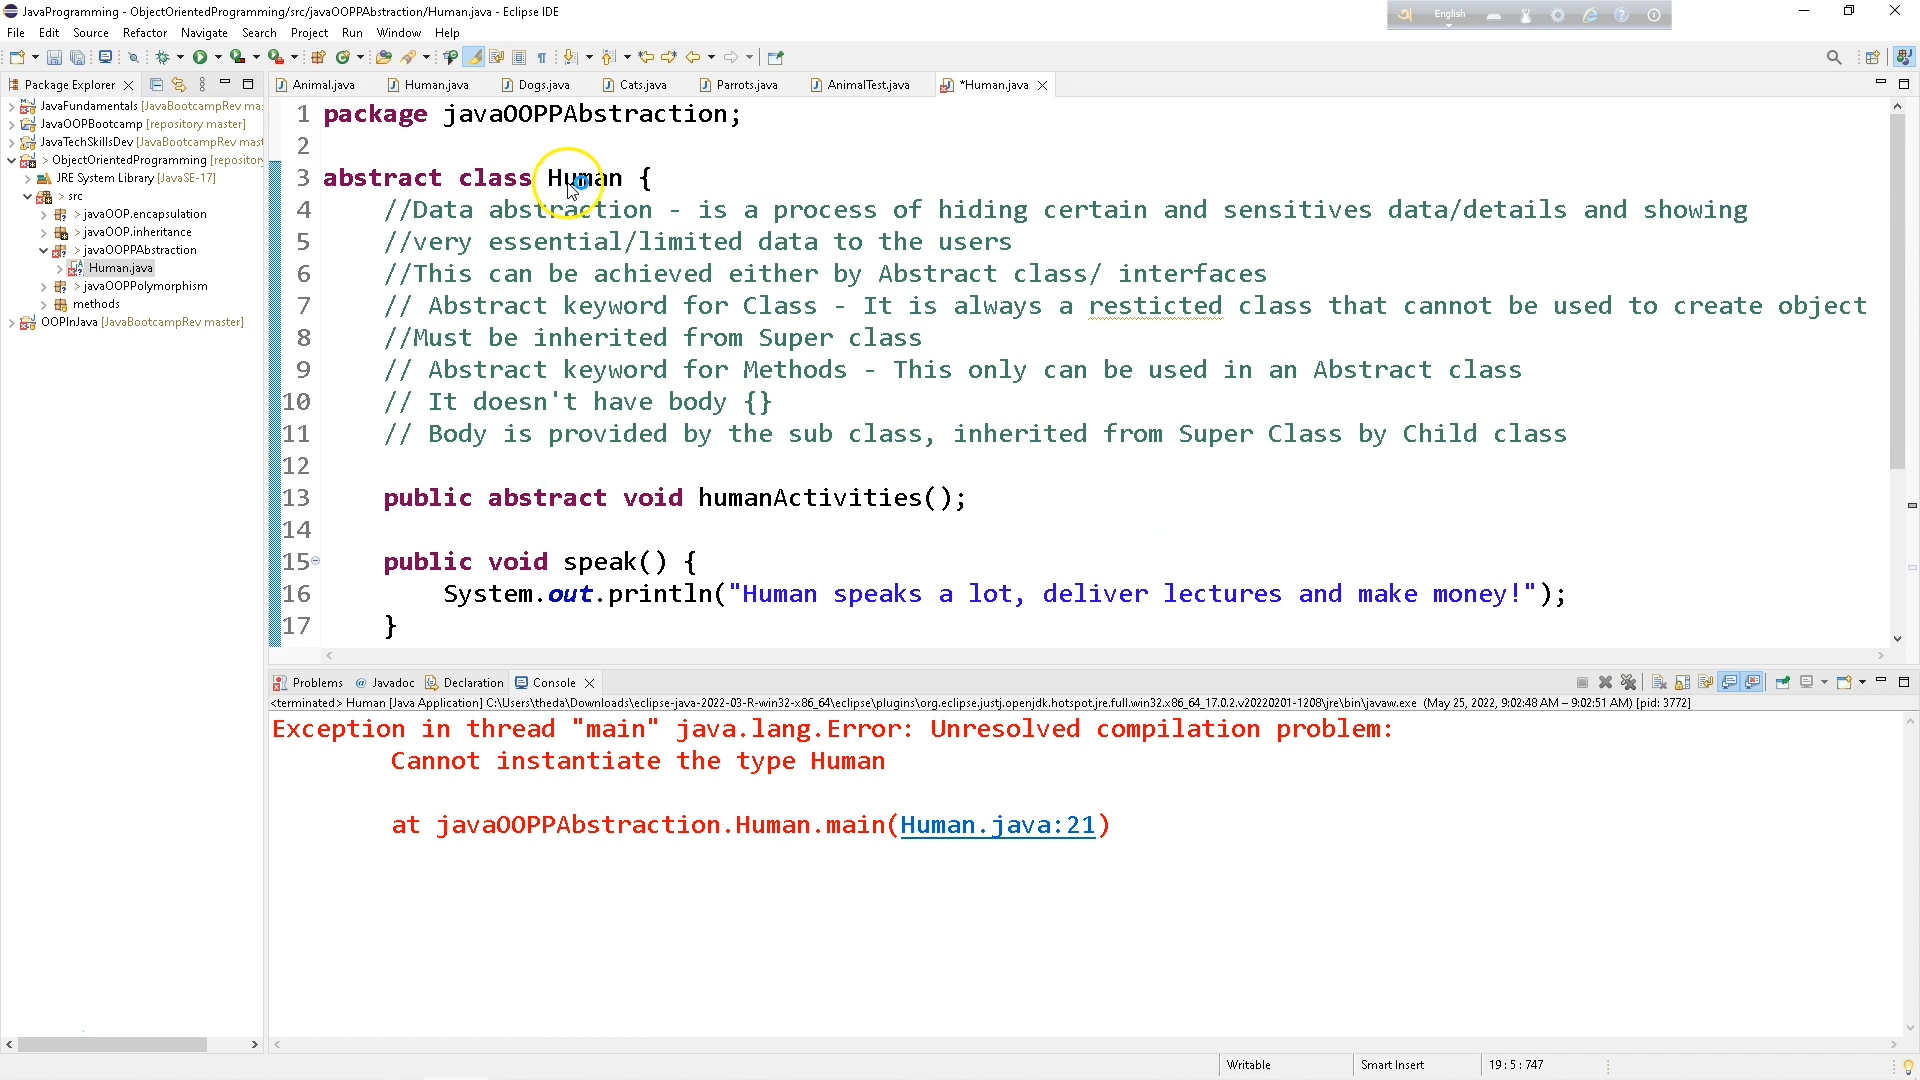 JavaProgramming - ObjectOrientedProgramming/src/javaOOPPAbstraction/Human.java - Eclipse IDE
English
File Edit Source Refactor Navigate Search Project Run Window Help
Package Explorer
Animal.java Human.java Dogs.java Cats.java Parrots.java AnimalTest.java *Human.java
JavaFundamentals [JavaBootcampRev mas
JavaOOPBootcamp [repository master]
JavaTechSkillsDev [JavaBootcampRev mast
> ObjectOrientedProgramming [repository
JRE System Library [JavaSE-17]
> src
> javaOOP.encapsulation
> javaOOP.inheritance
> javaOOPPAbstraction
Human.java
> javaOOPPolymorphism
methods
OOPInJava [JavaBootcampRev master]
1 package javaOOPPAbstraction;
2
3 abstract class Human {
4 //Data abstraction - is a process of hiding certain and sensitives data/details and showing
5 //very essential/limited data to the users
6 //This can be achieved either by Abstract class/ interfaces
7 // Abstract keyword for Class - It is always a resticted class that cannot be used to create object
8 //Must be inherited from Super class
9 // Abstract keyword for Methods - This only can be used in an Abstract class
10 // It doesn't have body {}
11 // Body is provided by the sub class, inherited from Super Class by Child class
12
13 public abstract void humanActivities();
14
15 public void speak() {
16 System.out.println("Human speaks a lot, deliver lectures and make money!");
17 }
Problems @ Javadoc Declaration Console
<terminated> Human [Java Application] C:\Users\theda\Downloads\eclipse-java-2022-03-R-win32-x86_64\eclipse\plugins\org.eclipse.justj.openjdk.hotspot.jre.full.win32.x86_64_17.0.2.v20220201-1208\jre\bin\javaw.exe (May 25, 2022, 9:02:48 AM – 9:02:51 AM) [pid: 3772]
Exception in thread "main" java.lang.Error: Unresolved compilation problem:
Cannot instantiate the type Human
at javaOOPPAbstraction.Human.main(Human.java:21)
Writable Smart Insert 19 : 5 : 747